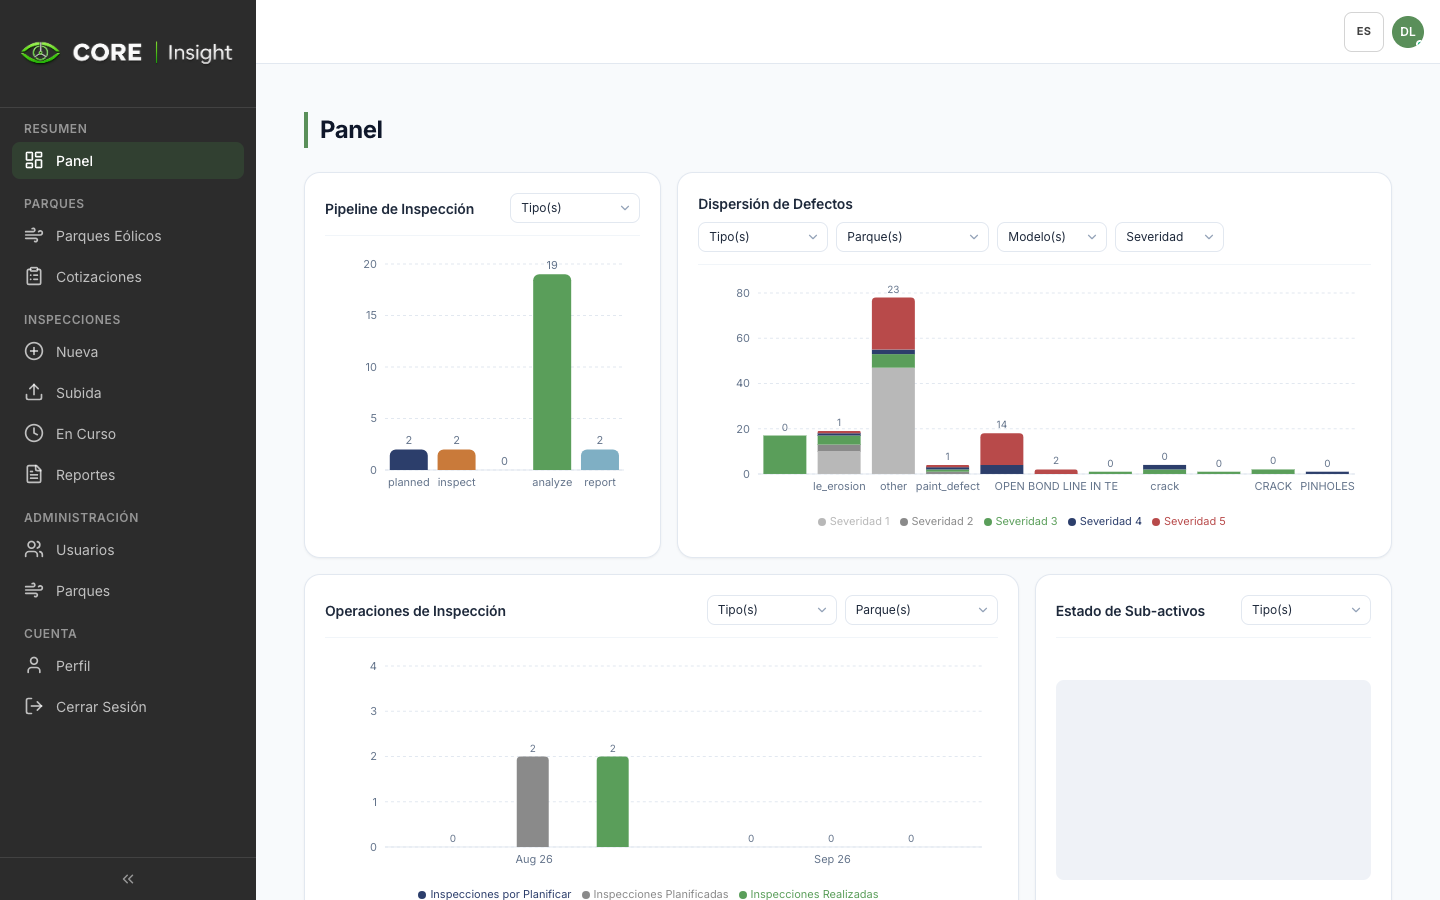 CORE | Insight
ES
DL
RESUMEN
Panel
PARQUES
Parques Eólicos
Cotizaciones
INSPECCIONES
Nueva
Subida
En Curso
Reportes
ADMINISTRACIÓN
Usuarios
Parques
CUENTA
Perfil
Cerrar Sesión
Panel
Pipeline de Inspección
Tipo(s)
20
15
10
5
0
2
2
0
19
2
planned inspect analyze report
Dispersión de Defectos
Tipo(s) Parque(s) Modelo(s) Severidad
80
60
40
20
0
0
1
23
1
14
2
0
0
0
0
0
le_erosion other paint_defect OPEN BOND LINE IN TE crack CRACK PINHOLES
Severidad 1 Severidad 2 Severidad 3 Severidad 4 Severidad 5
Operaciones de Inspección
Tipo(s) Parque(s)
4
3
2
1
0
0
2
2
0
0
0
Aug 26 Sep 26
Inspecciones por Planificar Inspecciones Planificadas Inspecciones Realizadas
Estado de Sub-activos
Tipo(s)